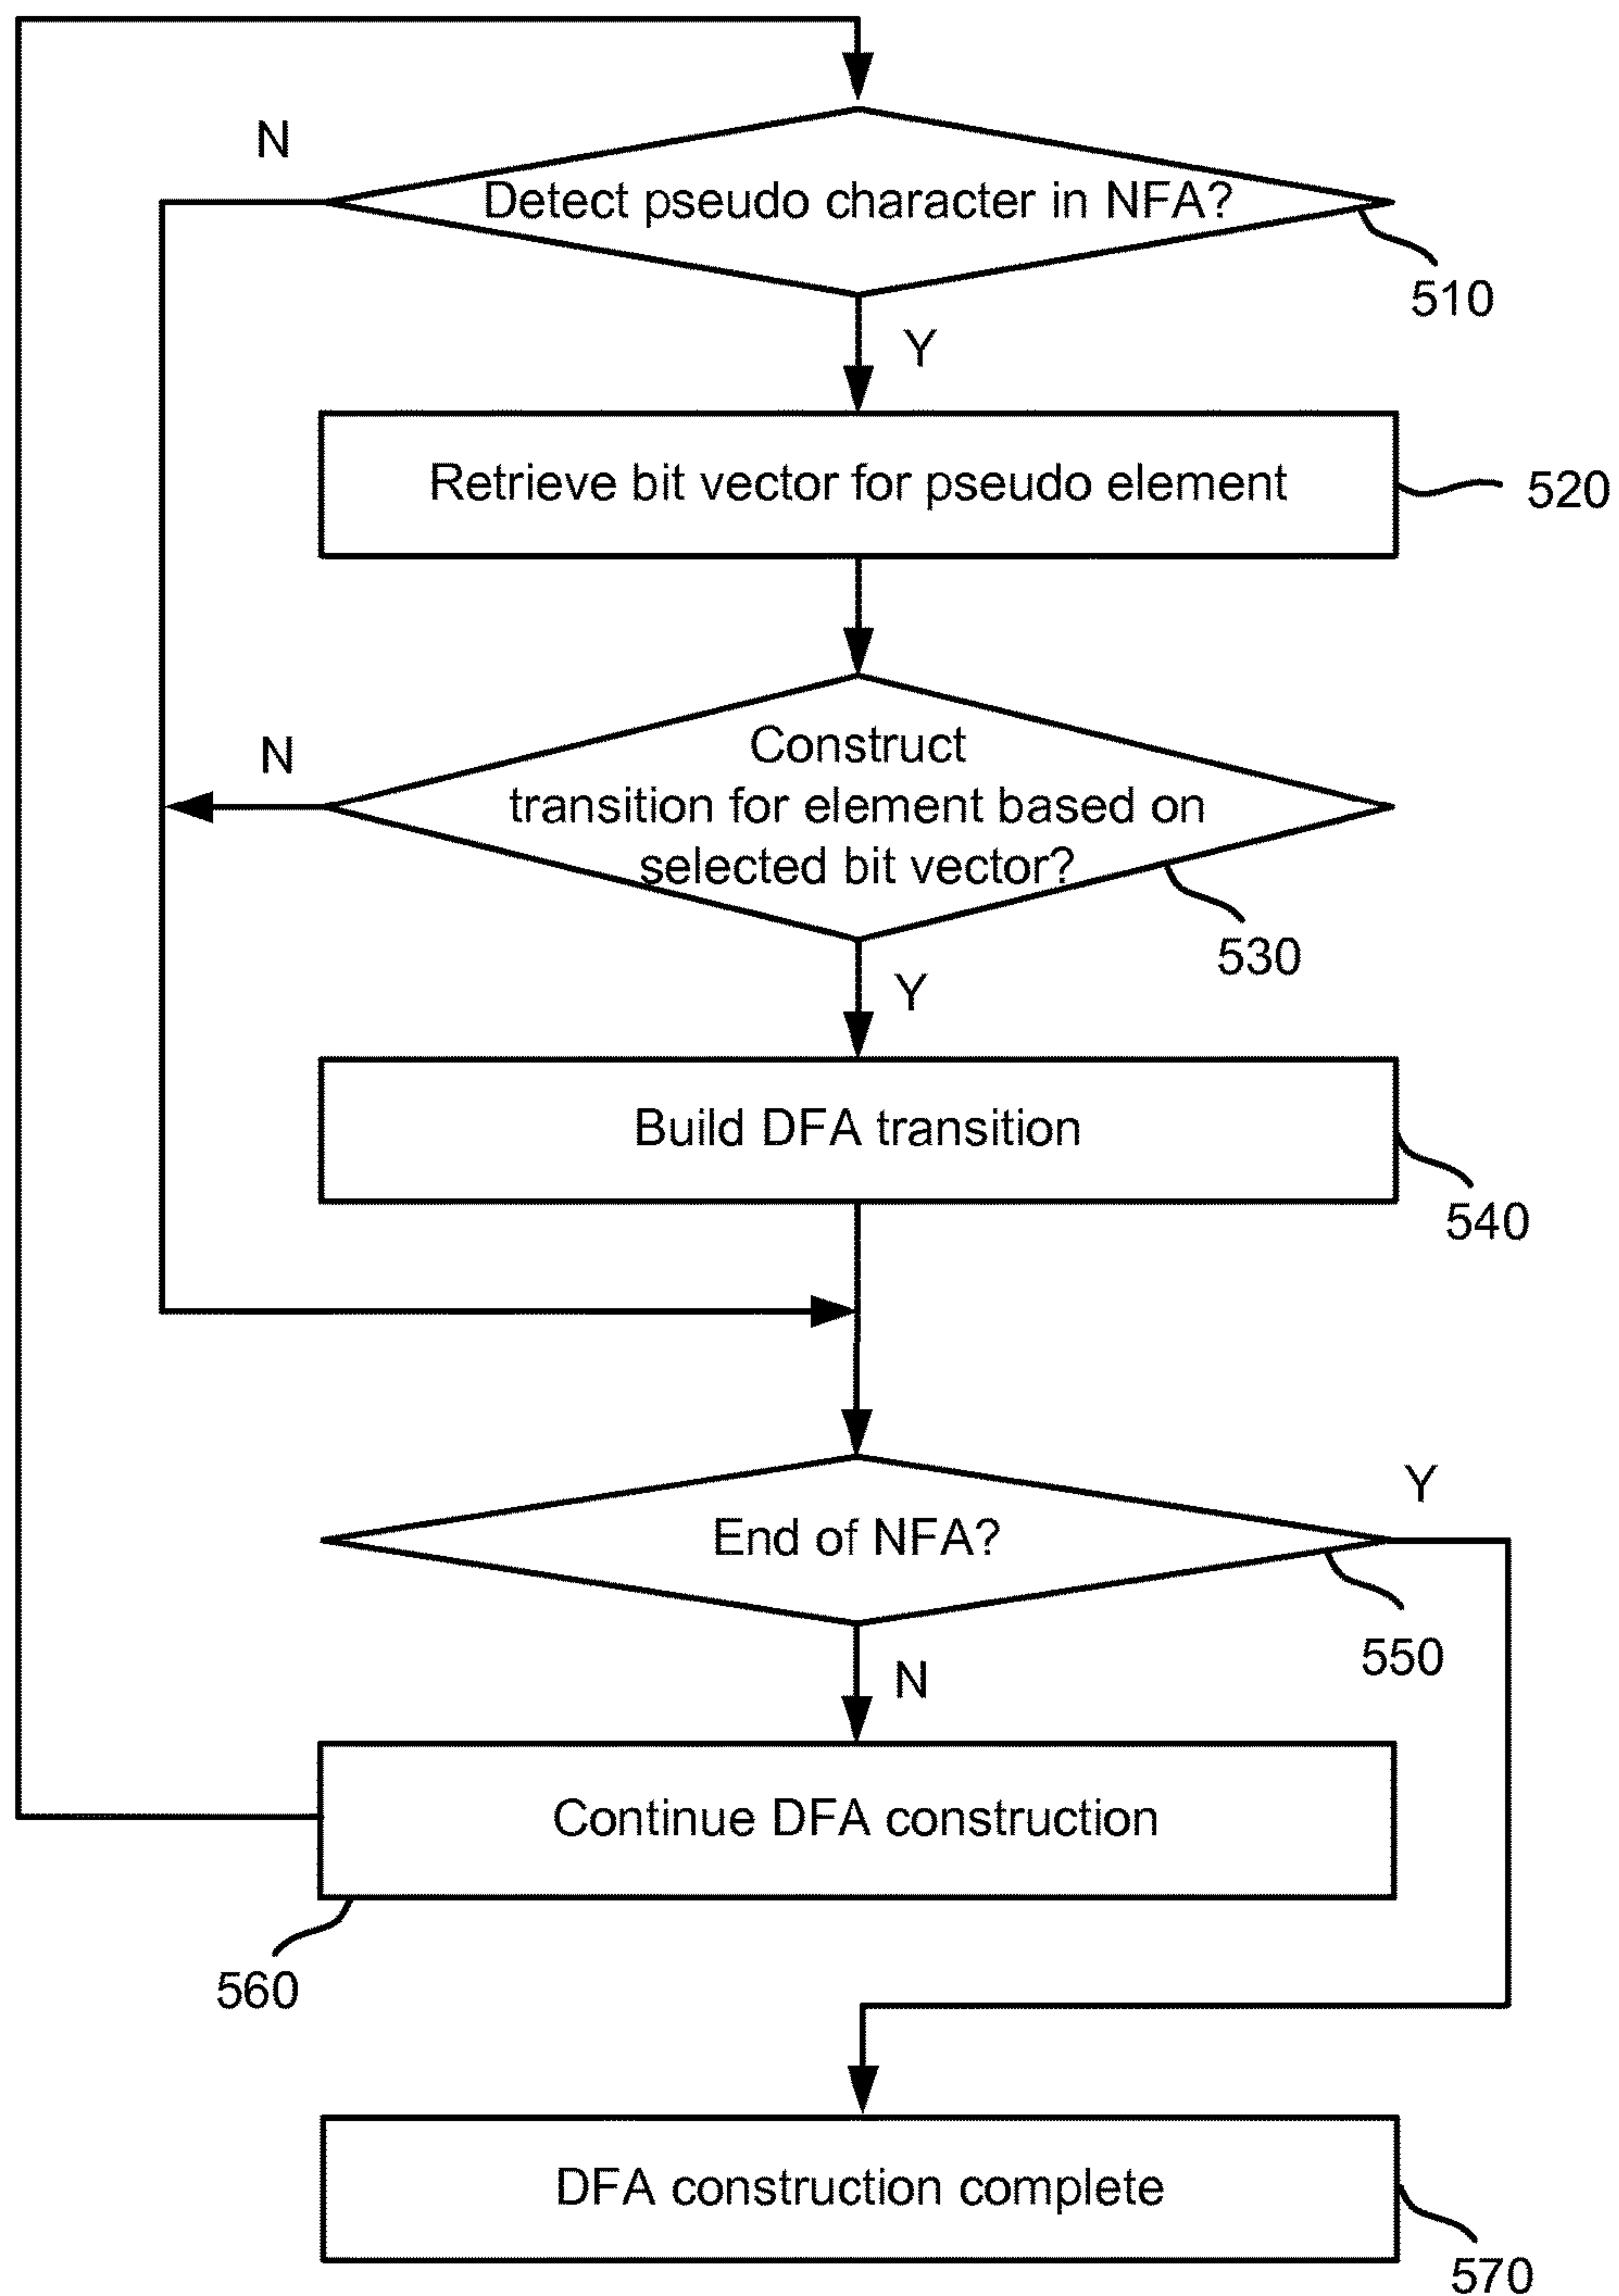 N
Detect pseudo character in NFA?
510
Y
Retrieve bit vector for pseudo element
520
N
Construct
transition for element based on
selected bit vector?
530
Y
Build DFA transition
540
Y
End of NFA?
550
N
Continue DFA construction
560
DFA construction complete
570